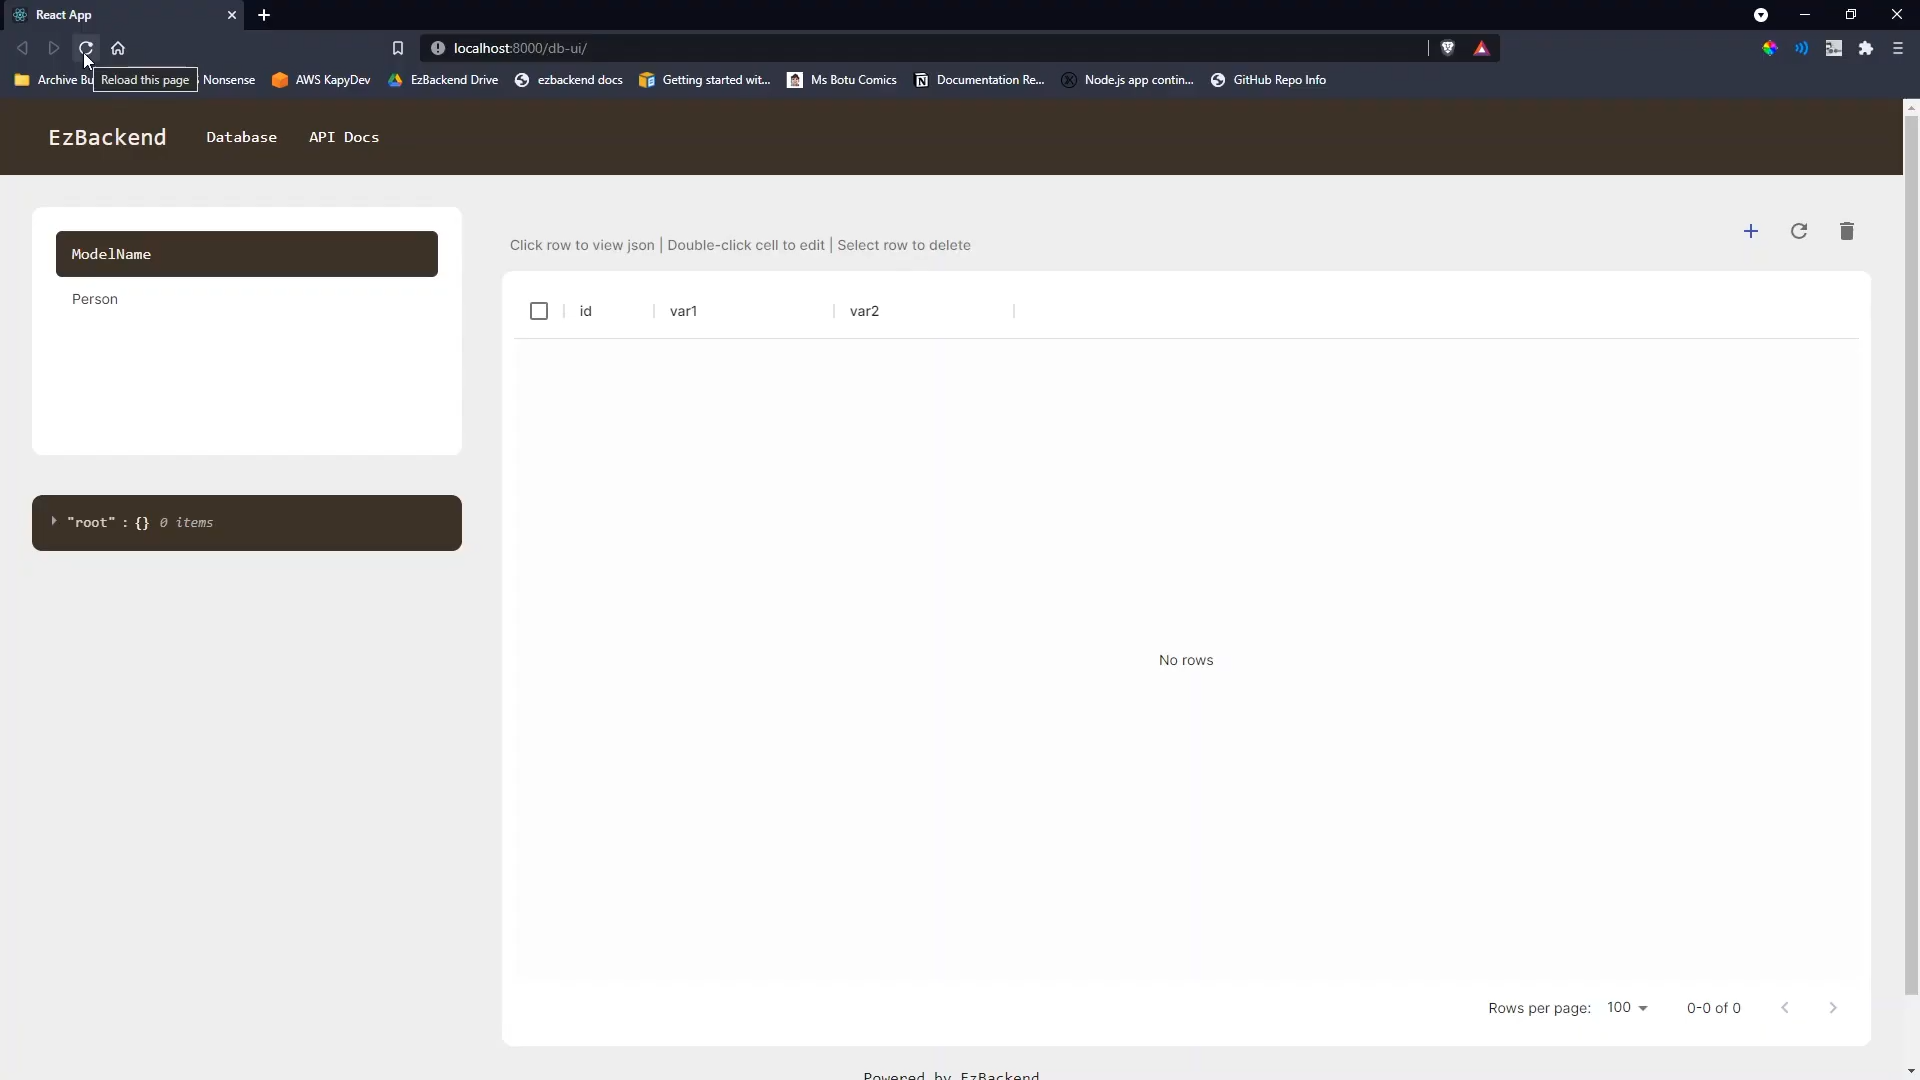 React App
localhost:8000/db-ui/
Archive Bu
Reload this page
Nonsense
AWS KapyDev
EzBackend Drive
ezbackend docs
Getting started wit...
Ms Botu Comics
Documentation Re...
Node.js app contin...
GitHub Repo Info
EzBackend
Database
API Docs
ModelName
Person
"root" : {} 0 items
Click row to view json | Double-click cell to edit | Select row to delete
id
var1
var2
No rows
Rows per page: 100
0-0 of 0
Powered by EzBackend